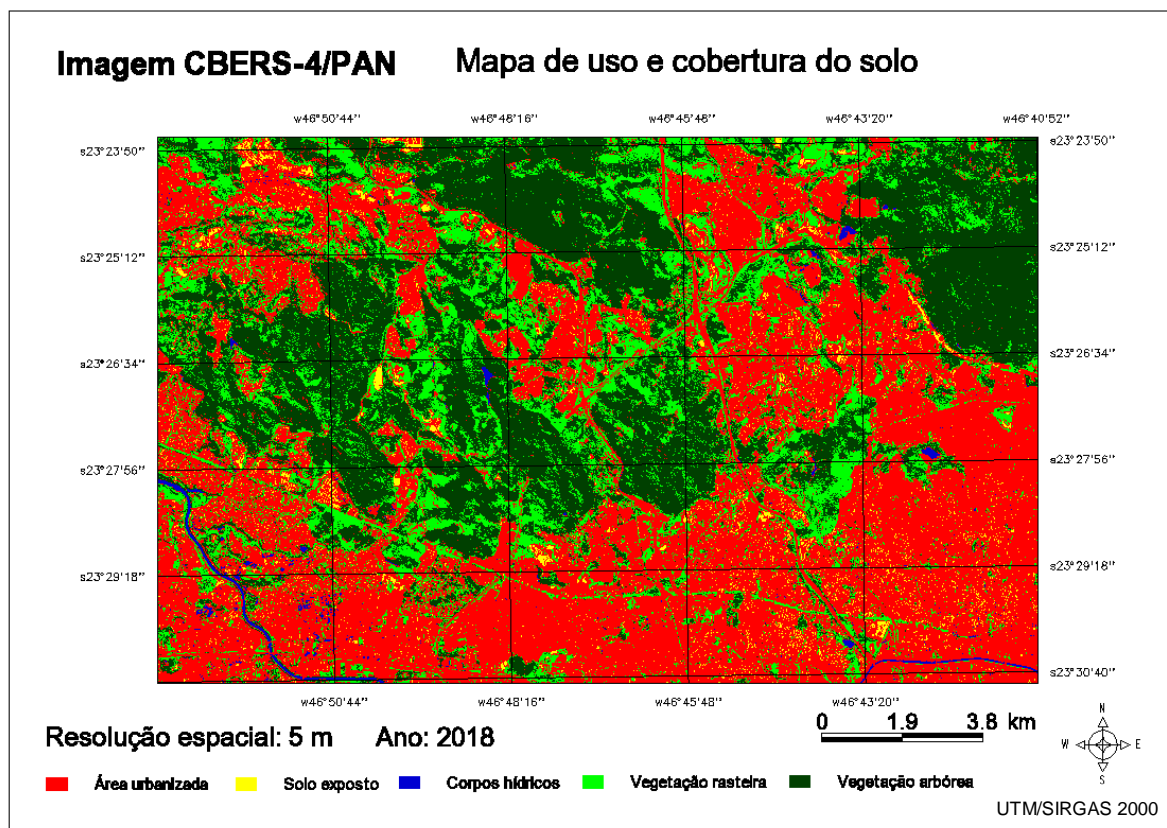 Imagem CBERS-4/PAN Mapa de uso e cobertura do solo
w46°50'44'' w46°48'16'' w46°45'48'' w46°43'20'' w46°40'52''
s23°23'50'' s23°23'50''
s23°25'12'' s23°25'12''
s23°26'34'' s23°26'34''
s23°27'56'' s23°27'56''
s23°29'18'' s23°29'18''
s23°30'40''
w46°50'44'' w46°48'16'' w46°45'48'' w46°43'20''
Resolução espacial: 5 m Ano: 2018
0 1.9 3.8 km
N
W E
S
Área urbanizada Solo exposto Corpos hídricos Vegetação rasteira Vegetação arbórea
UTM/SIRGAS 2000